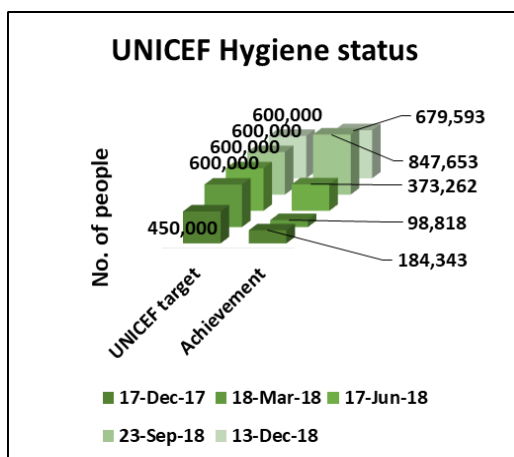 UNICEF Hygiene status
No. of people
600,000
600,000
600,000
600,000
450,000
679,593
847,653
373,262
98,818
184,343
UNICEF target
Achievement
17-Dec-17 18-Mar-18 17-Jun-18
23-Sep-18 13-Dec-18